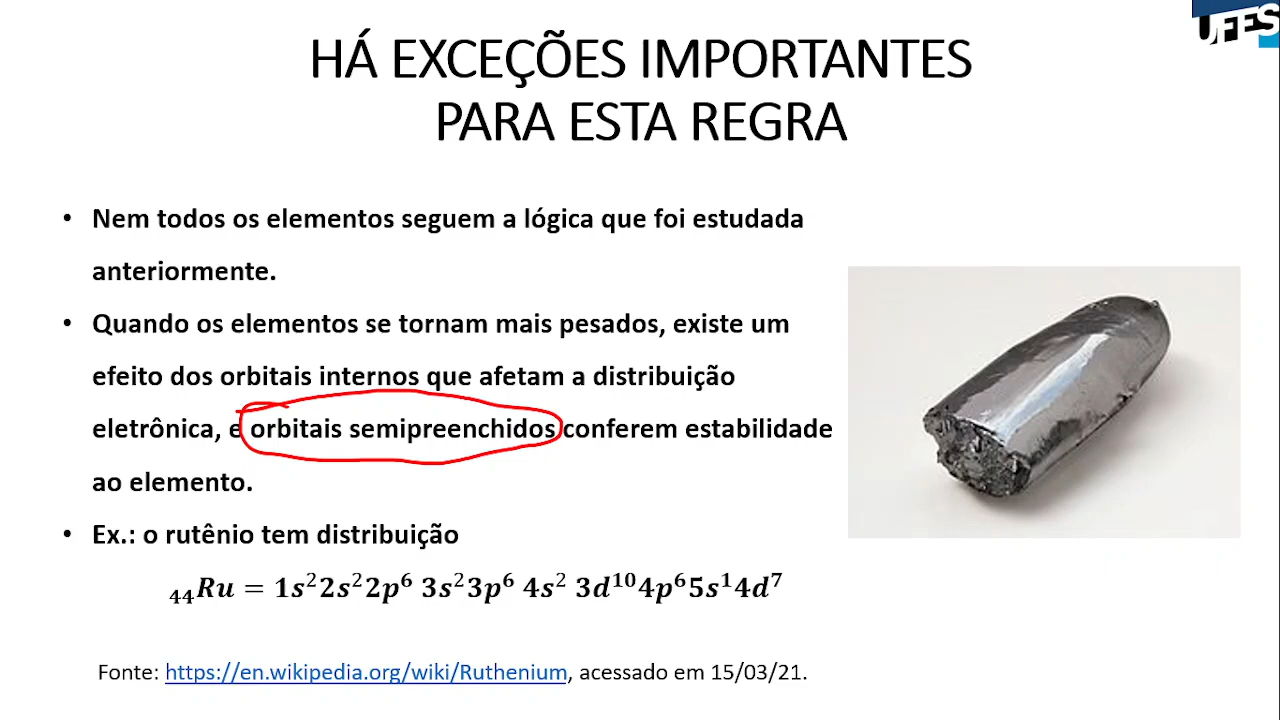 UFES
HÁ EXCEÇÕES IMPORTANTES
PARA ESTA REGRA
• Nem todos os elementos seguem a lógica que foi estudada
anteriormente.
• Quando os elementos se tornam mais pesados, existe um
efeito dos orbitais internos que afetam a distribuição
eletrônica, e orbitais semipreenchidos conferem estabilidade
ao elemento.
• Ex.: o rutênio tem distribuição
₄₄Ru = 1s²2s²2p⁶ 3s²3p⁶ 4s² 3d¹⁰4p⁶5s¹4d⁷
Fonte: https://en.wikipedia.org/wiki/Ruthenium, acessado em 15/03/21.